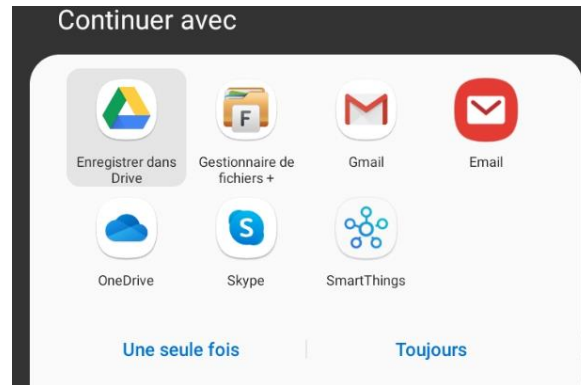 Continuer avec
Enregistrer dans
Drive
Gestionnaire de
fichiers +
Gmail
Email
OneDrive
Skype
SmartThings
Une seule fois
Toujours